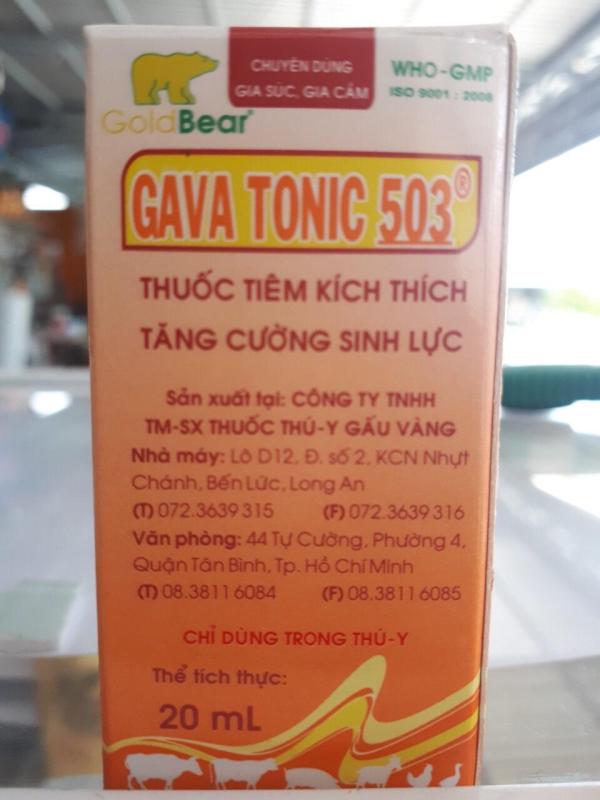 CHUYÊN DÙNG
GIA SÚC, GIA CẦM
WHO-GMP
ISO 9001 : 2008
GoldBear®
GAVA TONIC 503®
THUỐC TIÊM KÍCH THÍCH
TĂNG CƯỜNG SINH LỰC
Sản xuất tại: CÔNG TY TNHH
TM-SX THUỐC THÚ-Y GẤU VÀNG
Nhà máy: Lô D12, Đ. số 2, KCN Nhựt
Chánh, Bến Lức, Long An
(T) 072.3639 315 (F) 072.3639 316
Văn phòng: 44 Tự Cường, Phường 4,
Quận Tân Bình, Tp. Hồ Chí Minh
(T) 08.3811 6084 (F) 08.3811 6085
CHỈ DÙNG TRONG THÚ-Y
Thể tích thực:
20 mL